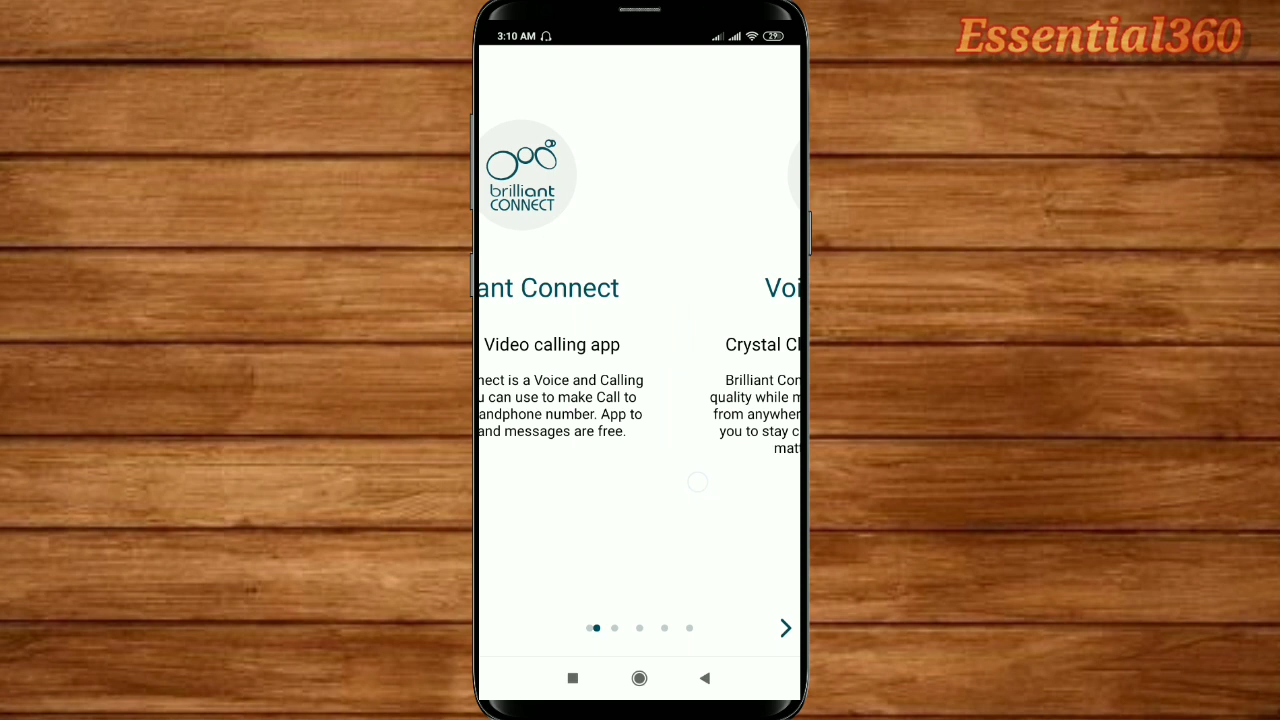 Essential360
3:10 AM
29
brilliant
CONNECT
ant Connect
Video calling app
nect is a Voice and Calling
u can use to make Call to
andphone number. App to
and messages are free.
Voi
Crystal Cl
Brilliant Con
quality while m
from anywher
you to stay c
matt